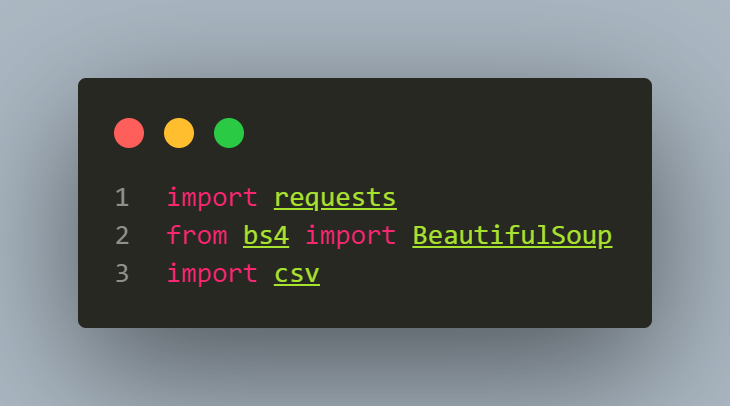 1 import requests
2 from bs4 import BeautifulSoup
3 import csv